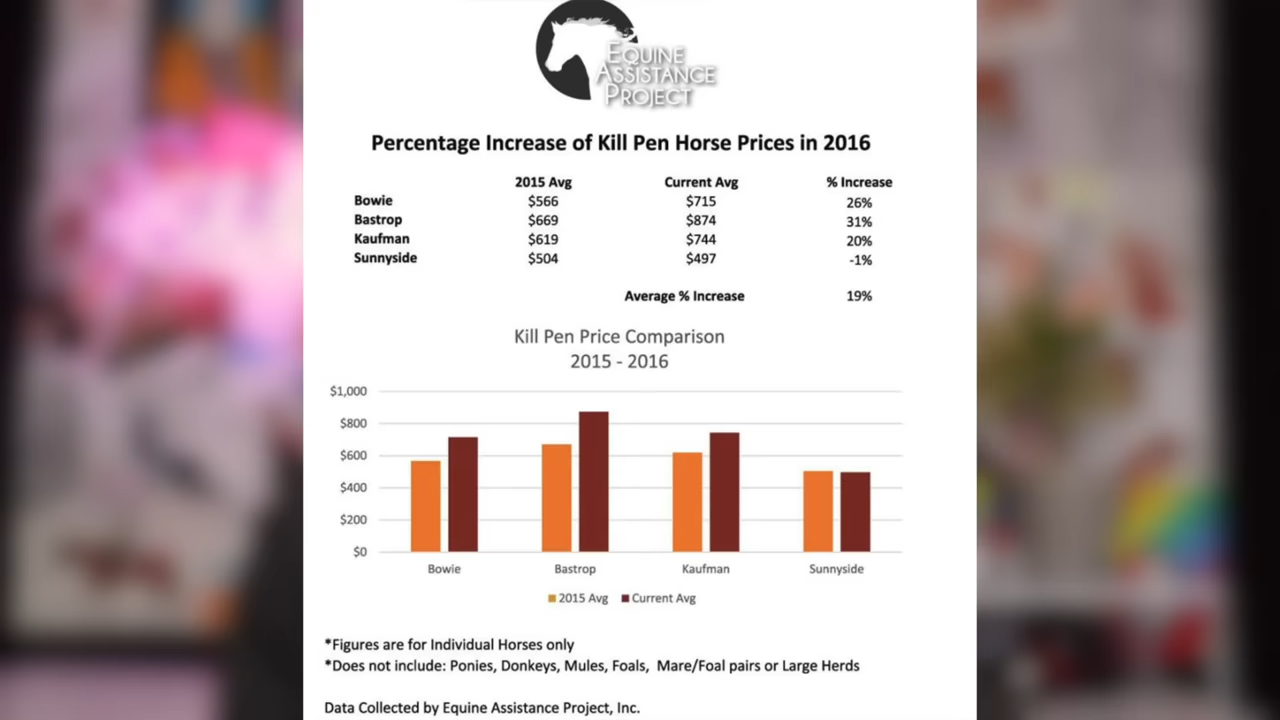 EQUINE
ASSISTANCE
PROJECT
Percentage Increase of Kill Pen Horse Prices in 2016
2015 Avg Current Avg % Increase
Bowie $566 $715 26%
Bastrop $669 $874 31%
Kaufman $619 $744 20%
Sunnyside $504 $497 -1%
Average % Increase 19%
Kill Pen Price Comparison
2015 - 2016
$1,000
$800
$600
$400
$200
$0
Bowie Bastrop Kaufman Sunnyside
2015 Avg Current Avg
*Figures are for Individual Horses only
*Does not include: Ponies, Donkeys, Mules, Foals, Mare/Foal pairs or Large Herds
Data Collected by Equine Assistance Project, Inc.